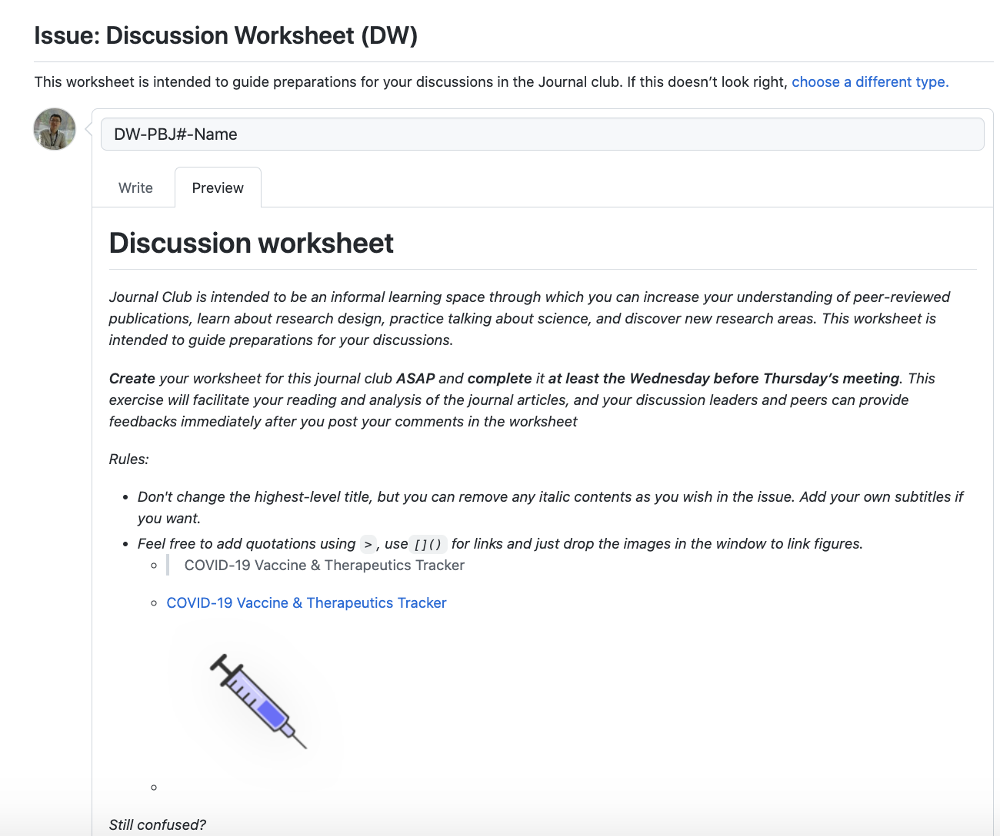 Issue: Discussion Worksheet (DW)
This worksheet is intended to guide preparations for your discussions in the Journal club. If this doesn’t look right, choose a different type.
DW-PBJ#-Name
Write
Preview
Discussion worksheet
Journal Club is intended to be an informal learning space through which you can increase your understanding of peer-reviewed
publications, learn about research design, practice talking about science, and discover new research areas. This worksheet is
intended to guide preparations for your discussions.
Create your worksheet for this journal club ASAP and complete it at least the Wednesday before Thursday’s meeting. This
exercise will facilitate your reading and analysis of the journal articles, and your discussion leaders and peers can provide
feedbacks immediately after you post your comments in the worksheet
Rules:
• Don't change the highest-level title, but you can remove any italic contents as you wish in the issue. Add your own subtitles if
you want.
• Feel free to add quotations using >, use []() for links and just drop the images in the window to link figures.
COVID-19 Vaccine & Therapeutics Tracker
COVID-19 Vaccine & Therapeutics Tracker
Still confused?